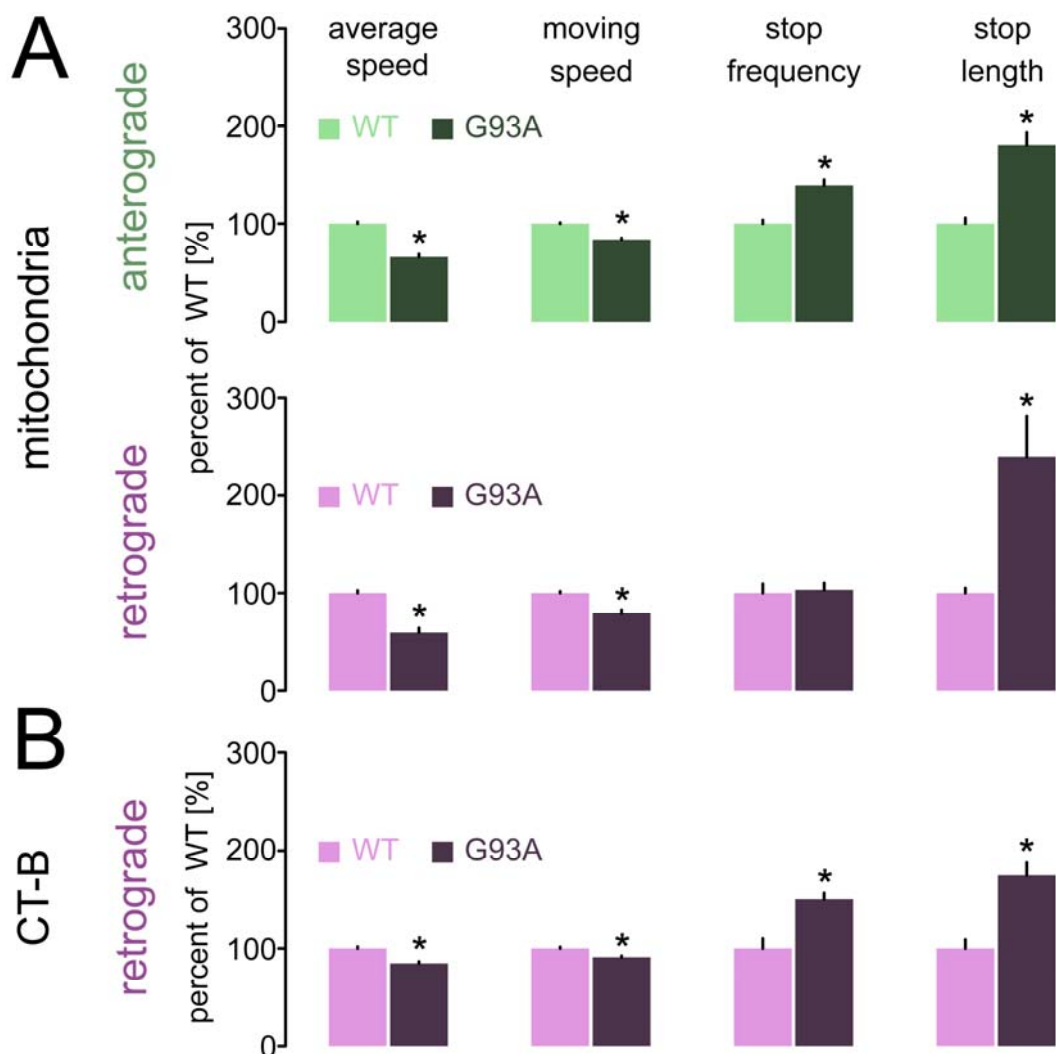 A
mitochondria
anterograde
percent of WT [%]
300
200
100
0
average
speed
moving
speed
stop
frequency
stop
length
WT G93A
*
*
*
*
retrograde
300
200
100
0
WT G93A
*
*
*
B
CT-B
retrograde
percent of WT [%]
300
200
100
0
WT G93A
*
*
*
*